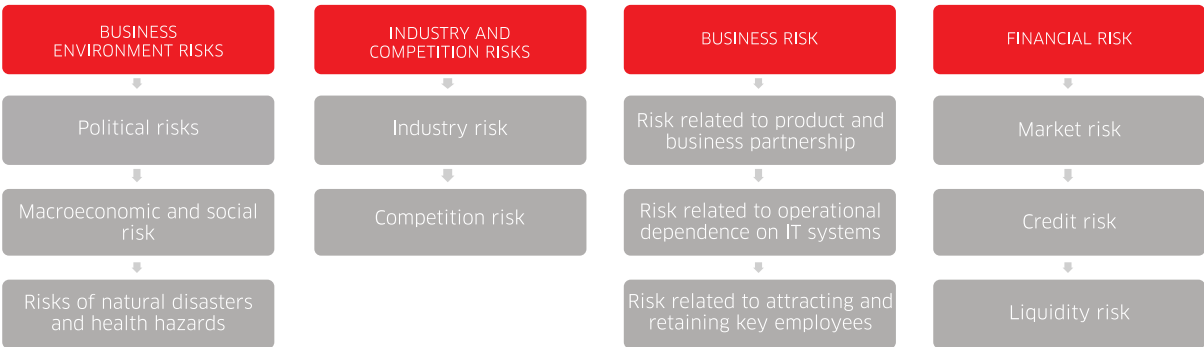 BUSINESS
ENVIRONMENT RISKS
Political risks
Macroeconomic and social
risk
Risks of natural disasters
and health hazards
INDUSTRY AND
COMPETITION RISKS
Industry risk
Competition risk
BUSINESS RISK
Risk related to product and
business partnership
Risk related to operational
dependence on IT systems
Risk related to attracting and
retaining key employees
FINANCIAL RISK
Market risk
Credit risk
Liquidity risk